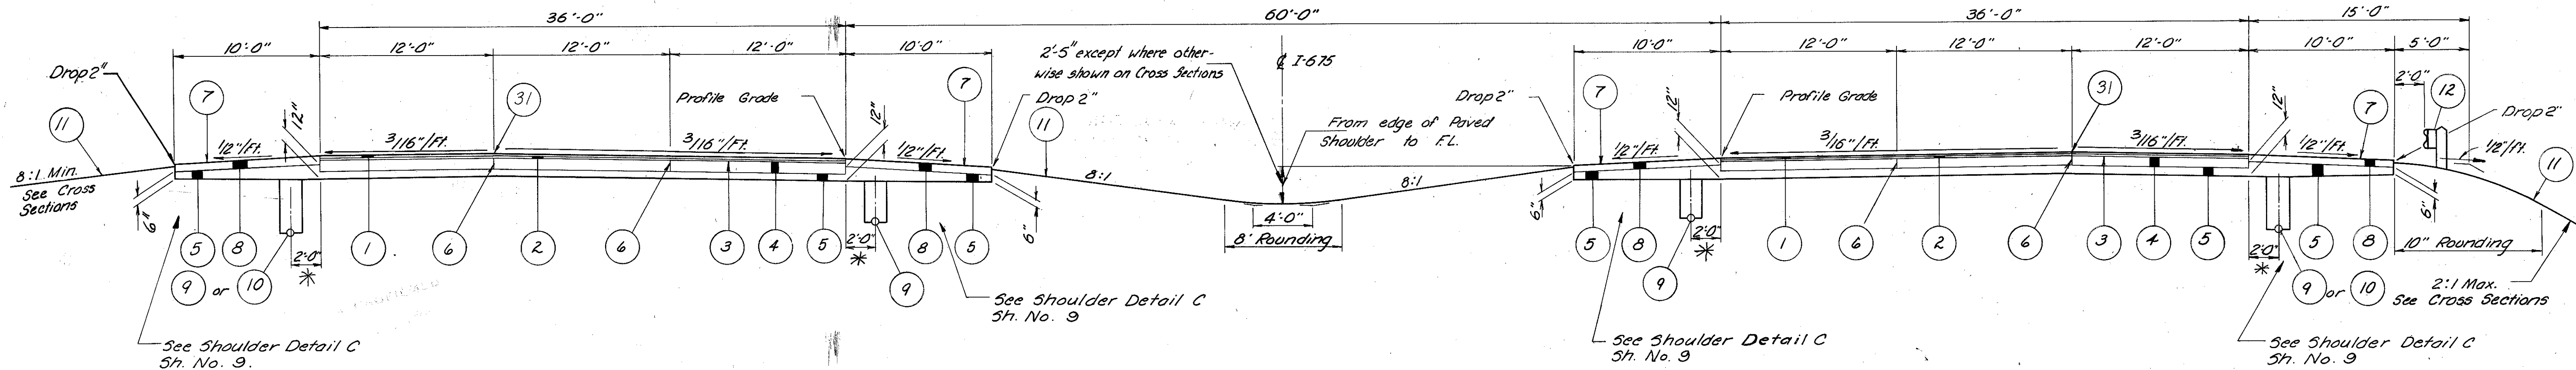 36'-0"
60'-0"
36'-0"
15'-0"
10'-0"
12'-0"
12'-0"
12'-0"
10'-0"
10'-0"
12'-0"
12'-0"
12'-0"
10'-0"
5'-0"
Drop 2"
7
12"
31
Profile Grade
12"
7
2'-5" except where other-
wise shown on Cross Sections
Drop 2"
11
₵ I-675
From edge of Paved
Shoulder to F.L.
Drop 2"
7
12"
Profile Grade
31
12"
7
2'-0"
12
Drop 2"
11
8:1 Min.
See Cross
Sections
1/2"/Ft.
3/16"/Ft.
3/16"/Ft.
1/2"/Ft.
8:1
8:1
1/2"/Ft.
3/16"/Ft.
3/16"/Ft.
1/2"/Ft.
1/2"/Ft.
11
6"
5
8
2'-0"
*
1
6
2
6
3
4
5
2'-0"
*
8
5
6"
4'-0"
8' Rounding
6"
5
8
2'-0"
*
1
6
2
6
3
4
5
2'-0"
*
5
8
6"
10" Rounding
9 or 10
9
9
9 or 10
2:1 Max.
See Cross Sections
See Shoulder Detail C
Sh. No. 9.
See Shoulder Detail C
Sh. No. 9
See Shoulder Detail C
Sh. No. 9
See Shoulder Detail C
Sh. No. 9